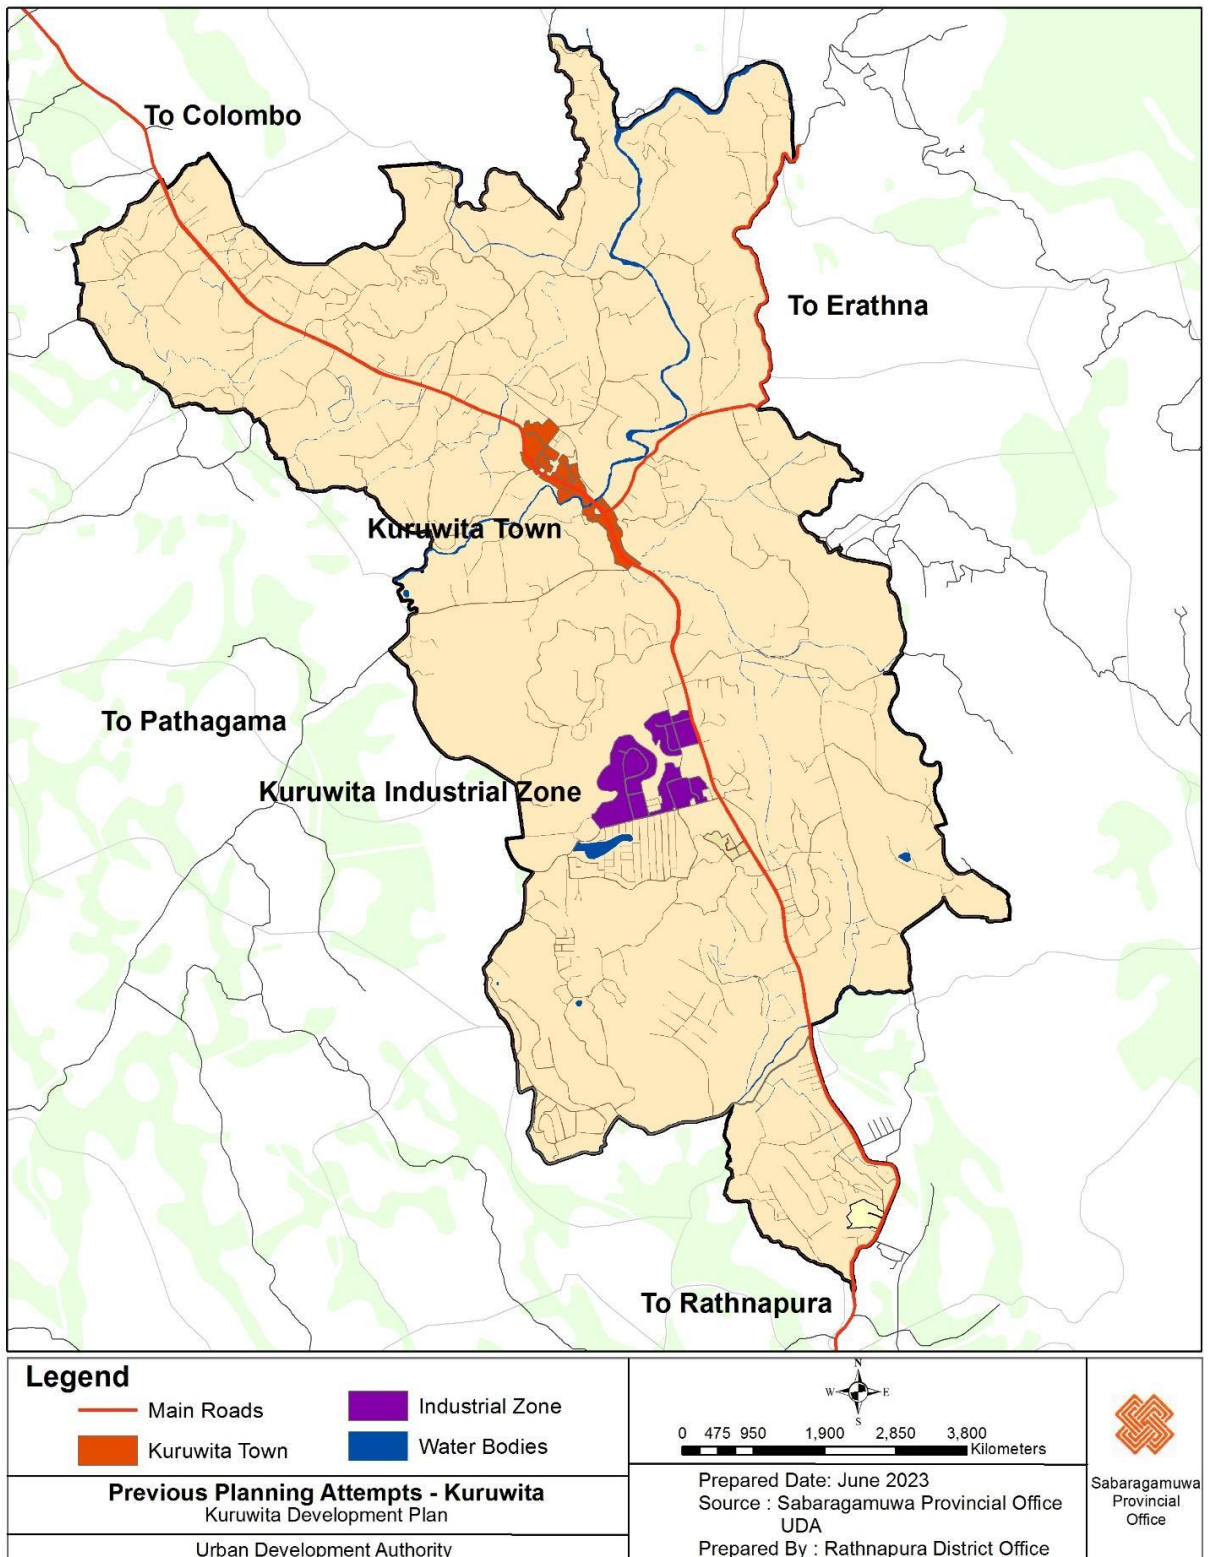 To Colombo
To Erathna
Kuruwita Town
To Pathagama
Kuruwita Industrial Zone
To Rathnapura
Legend
Main Roads
Industrial Zone
Kuruwita Town
Water Bodies
Previous Planning Attempts - Kuruwita
Kuruwita Development Plan
Urban Development Authority
N
W E
S
0 475 950 1,900 2,850 3,800
Kilometers
Prepared Date: June 2023
Source : Sabaragamuwa Provincial Office
UDA
Prepared By : Rathnapura District Office
Sabaragamuwa
Provincial
Office